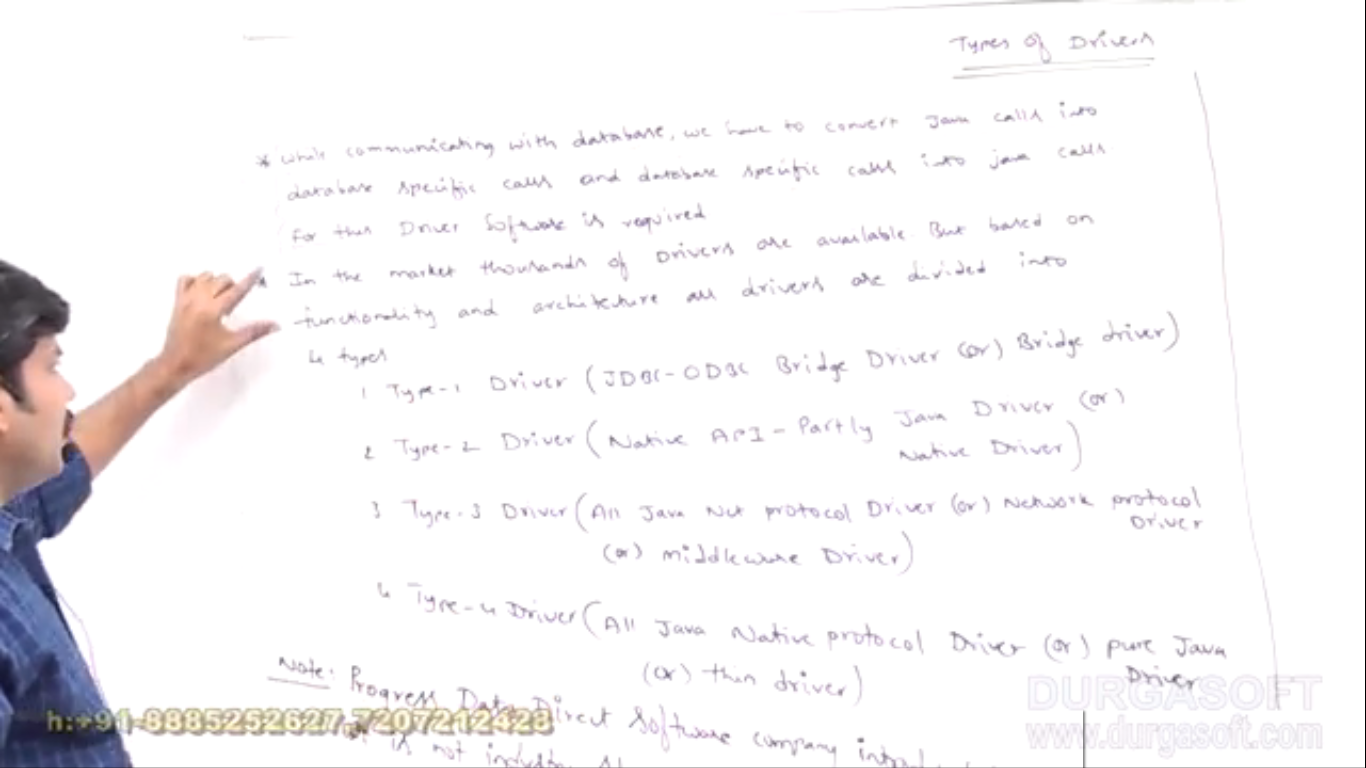 Types of Drivers
* While communicating with database, we have to convert Java calls into
database specific calls and database specific calls into java calls
For this Driver Software is required
In the market thousands of Drivers are available. But based on
functionality and architecture all drivers are divided into
4 types
1 Type-1 Driver (JDBC-ODBC Bridge Driver (or) Bridge driver)
2 Type-2 Driver (Native API-Partly Java Driver (or)
Native Driver)
3 Type-3 Driver (All Java Net protocol Driver (or) Network protocol
Driver
(or) middleware Driver)
4 Type-4 Driver (All Java Native protocol Driver (or) pure Java
Driver
(or) thin driver)
Note: Progress Data Direct Software company
is not
h:+91-8885252627,7207212428
DURGASOFT
www.durgasoft.com